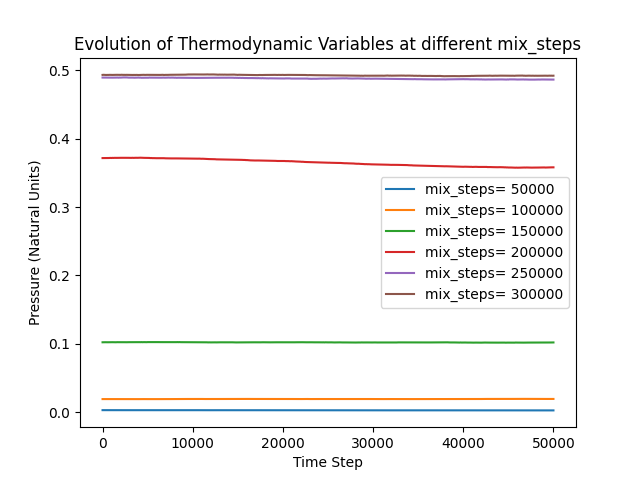 Evolution of Thermodynamic Variables at different mix_steps
Pressure (Natural Units)
0.5
0.4
0.3
0.2
0.1
0.0
mix_steps= 50000
mix_steps= 100000
mix_steps= 150000
mix_steps= 200000
mix_steps= 250000
mix_steps= 300000
0 10000 20000 30000 40000 50000
Time Step